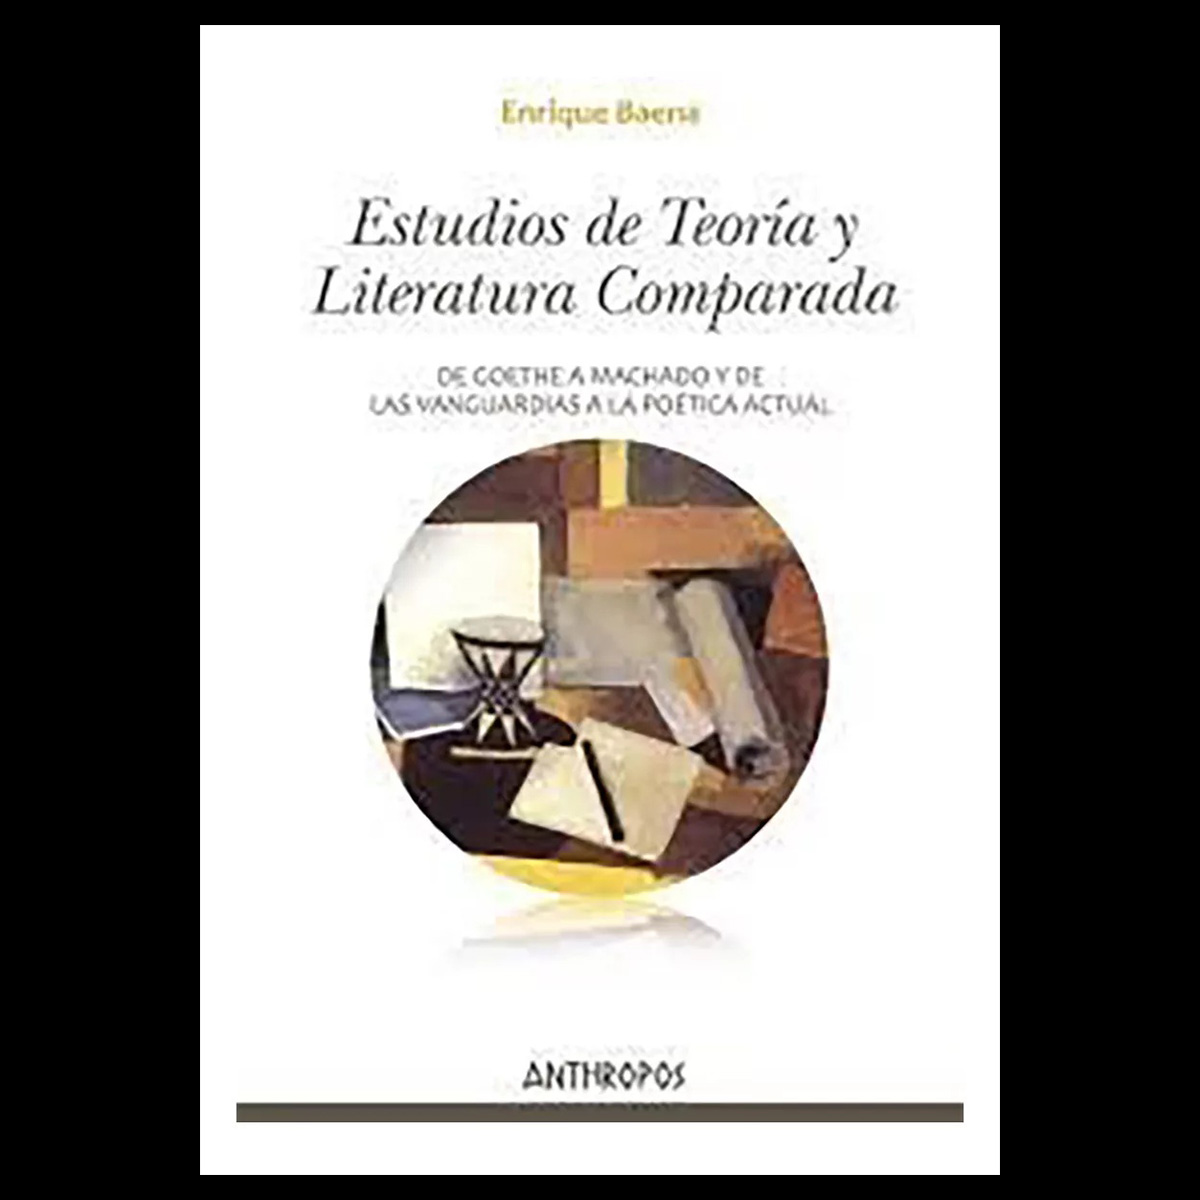 Enrique Baena
Estudios de Teoría y
Literatura Comparada
DE GOETHE A MACHADO Y DE
LAS VANGUARDIAS A LA POÉTICA ACTUAL
ANTHROPOS